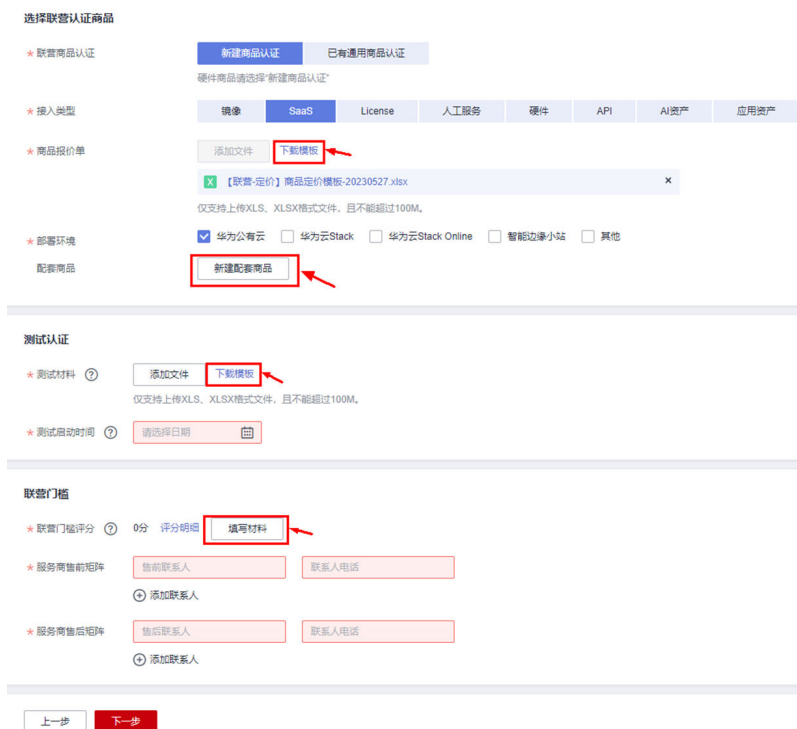 选择联营认证商品
* 联营商品认证 新建商品认证 已有通用商品认证
硬件商品请选择“新建商品认证”
* 接入类型 镜像 SaaS License 人工服务 硬件 API AI资产 应用资产
* 商品报价单 添加文件 下载模板
X 【联营-定价】商品定价模板-20230527.xlsx ×
仅支持上传XLS、XLSX格式文件，且不能超过100M。
* 部署环境 华为公有云 华为云Stack 华为云Stack Online 智能边缘小站 其他
配套商品 新建配套商品
测试认证
* 测试材料 ? 添加文件 下载模板
仅支持上传XLS、XLSX格式文件，且不能超过100M。
* 测试启动时间 ? 请选择日期
联营门槛
* 联营门槛评分 ? 0分 评分明细 填写材料
* 服务商售前矩阵 售前联系人 联系人电话
添加联系人
* 服务商售后矩阵 售后联系人 联系人电话
添加联系人
上一步 下一步